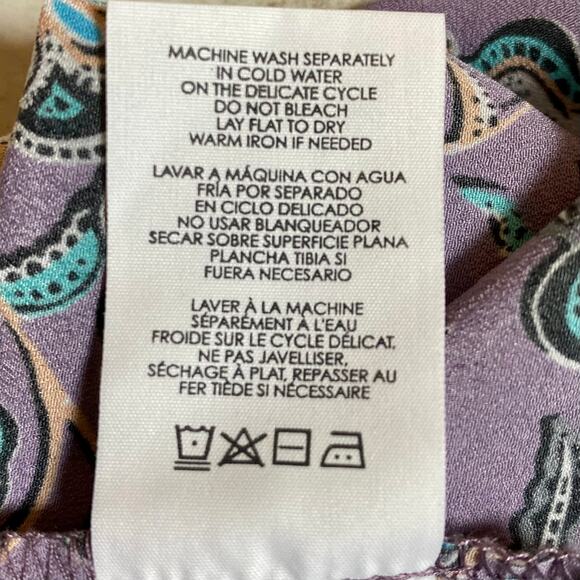 MACHINE WASH SEPARATELY
IN COLD WATER
ON THE DELICATE CYCLE
DO NOT BLEACH
LAY FLAT TO DRY
WARM IRON IF NEEDED
LAVAR A MÁQUINA CON AGUA
FRÍA POR SEPARADO
EN CICLO DELICADO
NO USAR BLANQUEADOR
SECAR SOBRE SUPERFICIE PLANA
PLANCHA TIBIA SI
FUERA NECESARIO
LAVER À LA MACHINE
SÉPARÉMENT À L'EAU
FROIDE SUR LE CYCLE DÉLICAT,
NE PAS JAVELLISER,
SÉCHAGE À PLAT, REPASSER AU
FER TIÈDE SI NÉCESSAIRE